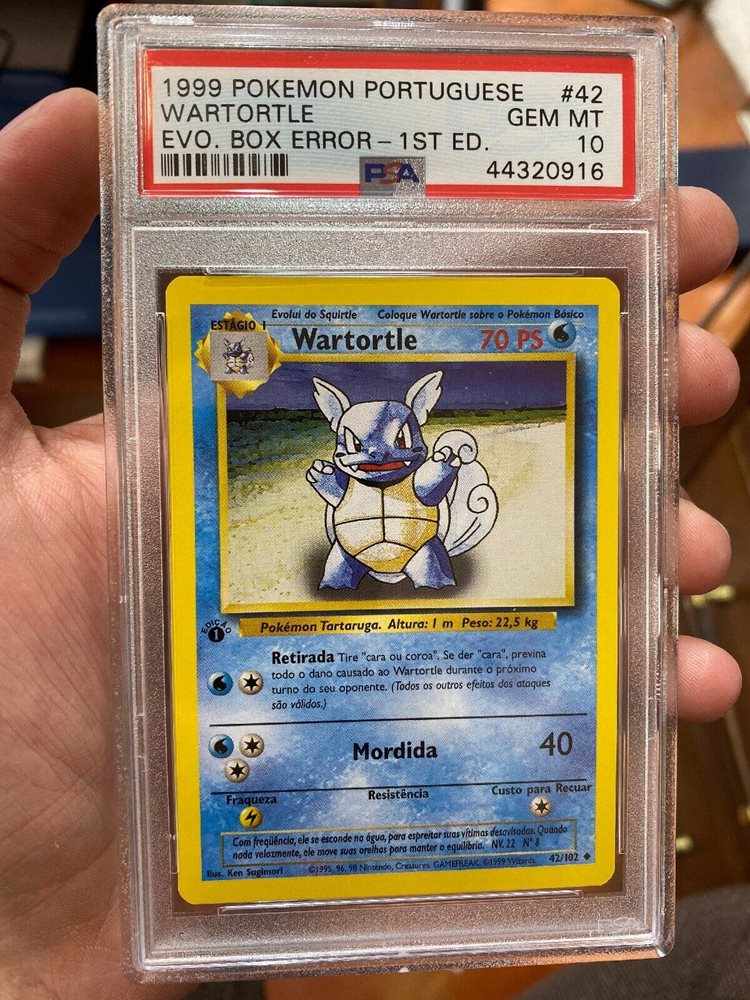 1999 POKEMON PORTUGUESE #42
WARTORTLE GEM MT
EVO. BOX ERROR – 1ST ED. 10
PSA 44320916
Evolui do Squirtle Coloque Wartortle sobre o Pokémon Básico
ESTÁGIO 1
Wartortle 70 PS
EDIÇÃO
1
Pokémon Tartaruga. Altura: 1 m Peso: 22,5 kg
Retirada Tire "cara ou coroa". Se der "cara", previna
todo o dano causado ao Wartortle durante o próximo
turno do seu oponente. (Todos os outros efeitos dos ataques
são válidos.)
Mordida 40
Fraqueza Resistência Custo para Recuar
Com freqüência, ele se esconde na água, para espreitar suas vítimas desavisadas. Quando
nada velozmente, ele move suas orelhas para manter o equilíbrio. NV. 22 Nº 8
Ilus. Ken Sugimori ©1995, 96, 98 Nintendo, Creatures, GAMEFREAK. ©1999 Wizards. 42/102